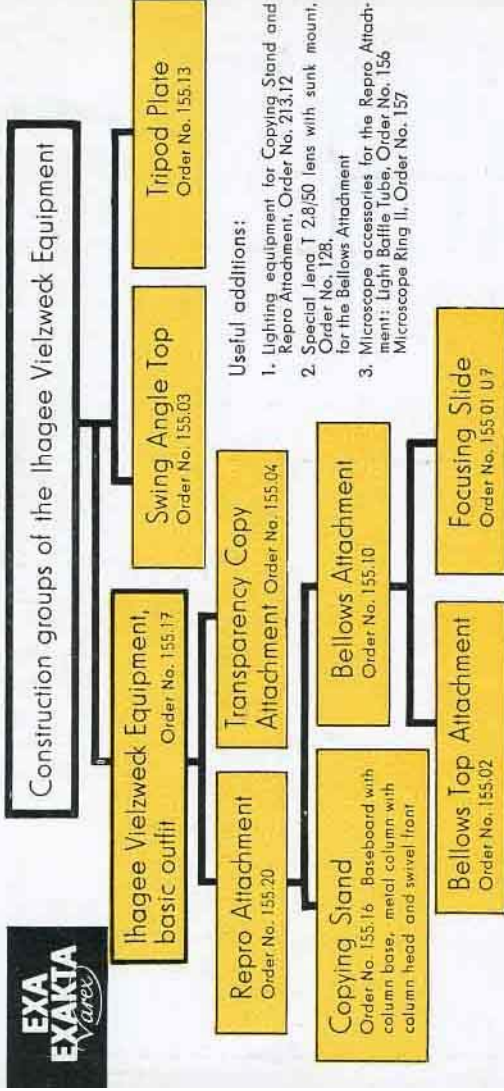 EXA
EXAKTA
Varex
Construction groups of the Ihagee Vielzweck Equipment
Ihagee Vielzweck Equipment,
basic outfit Order No. 155.17
Swing Angle Top
Order No. 155.03
Tripod Plate
Order No. 155.13
Repro Attachment
Order No. 155.20
Transparency Copy
Attachment Order No. 155.04
Copying Stand
Order No. 155.16 Baseboard with
column base, metal column with
column head and swivel front
Bellows Attachment
Order No. 155.10
Bellows Top Attachment
Order No. 155.02
Focusing Slide
Order No. 155 01 U 7
Useful additions:
1. Lighting equipment for Copying Stand and
Repro Attachment, Order No. 213.12
2. Special Jena T 2.8/50 lens with sunk mount,
Order No. 128,
for the Bellows Attachment
3. Microscope accessories for the Repro Attach-
ment: Light Baffle Tube, Order No. 156
Microscope Ring II, Order No. 157